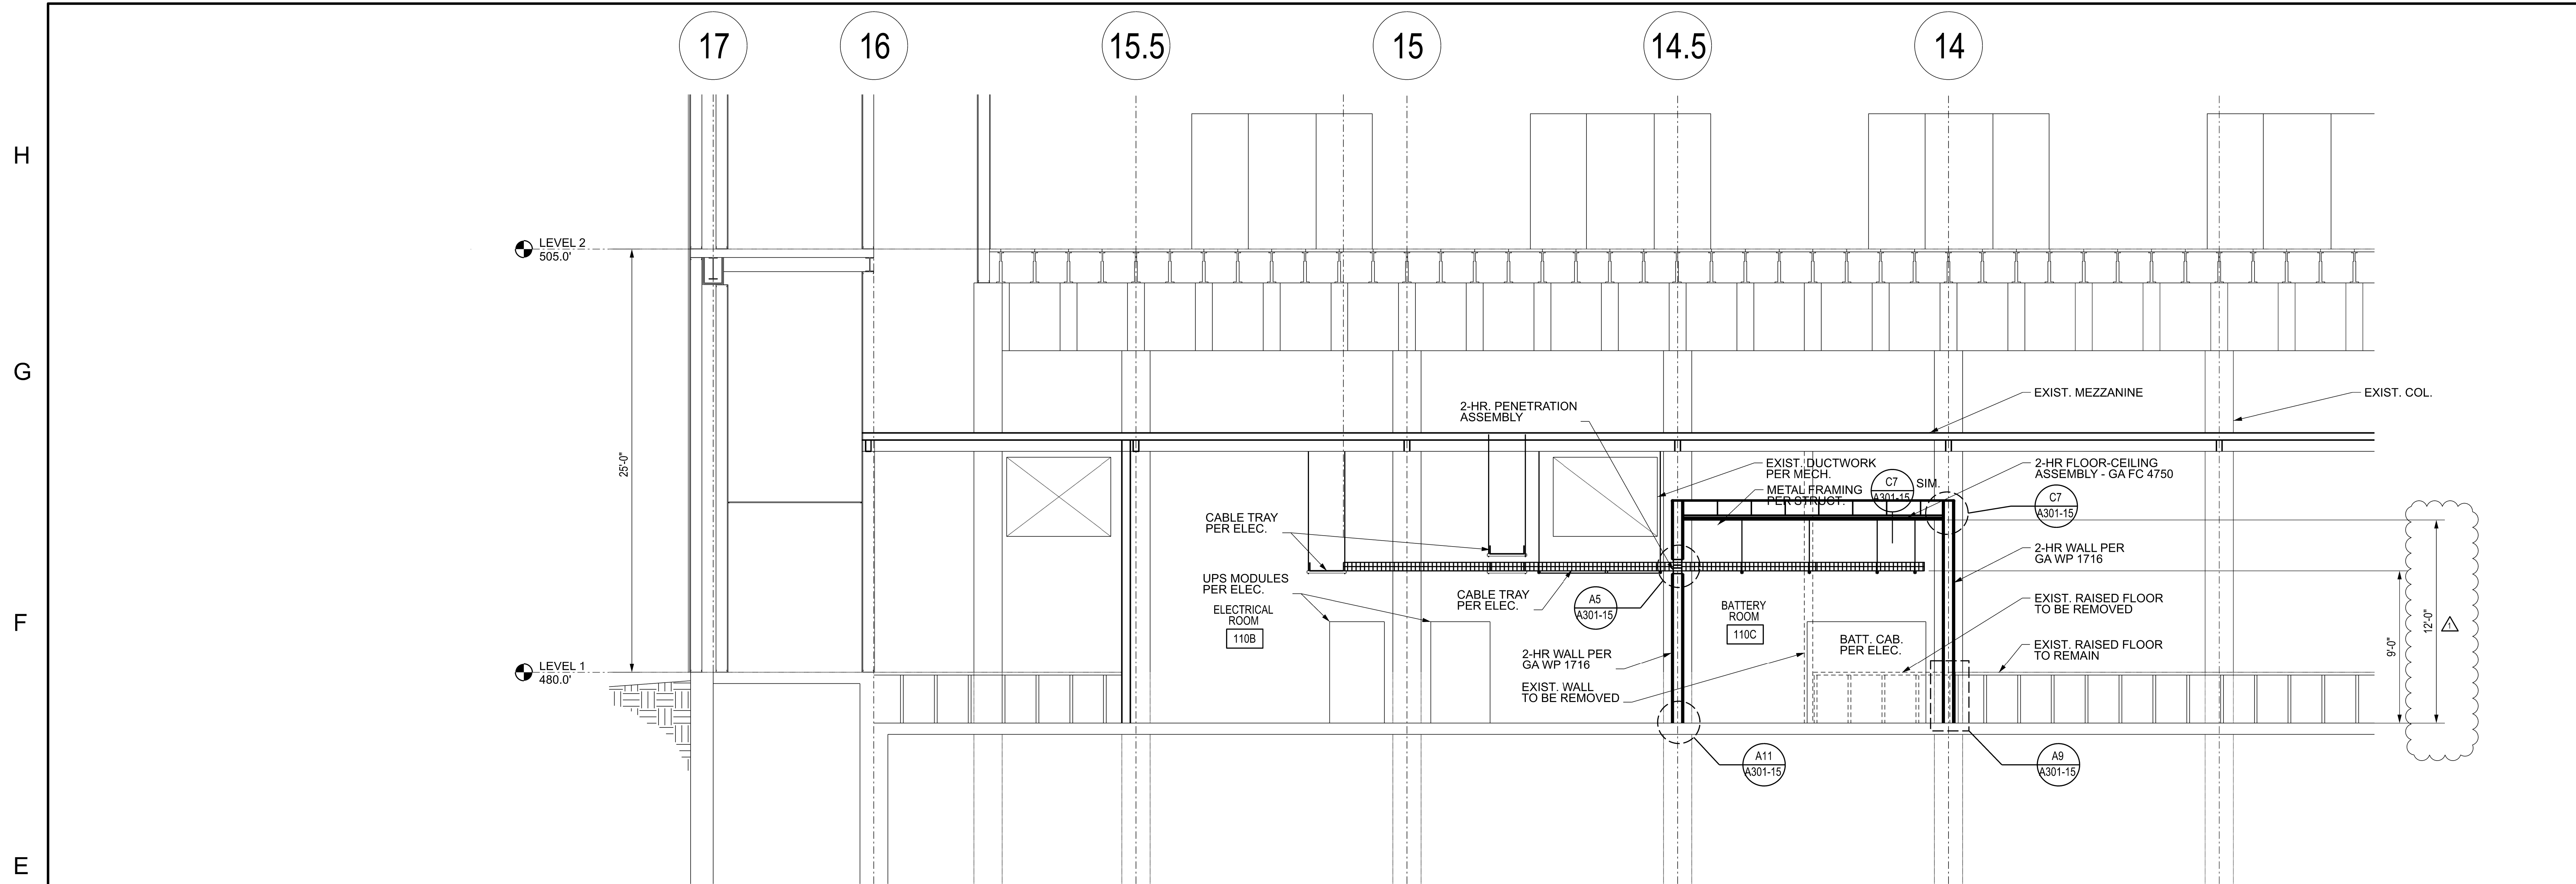 17
16
15.5
15
14.5
14
H
G
F
E
LEVEL 2
505.0'
25'-0"
LEVEL 1
480.0'
2-HR. PENETRATION
ASSEMBLY
EXIST. MEZZANINE
EXIST. COL.
EXIST. DUCTWORK
PER MECH.
METAL FRAMING
PER STRUCT.
C7
A301-15
SIM.
2-HR FLOOR-CEILING
ASSEMBLY - GA FC 4750
C7
A301-15
CABLE TRAY
PER ELEC.
2-HR WALL PER
GA WP 1716
UPS MODULES
PER ELEC.
CABLE TRAY
PER ELEC.
A5
A301-15
ELECTRICAL
ROOM
110B
BATTERY
ROOM
110C
BATT. CAB.
PER ELEC.
EXIST. RAISED FLOOR
TO BE REMOVED
EXIST. RAISED FLOOR
TO REMAIN
2-HR WALL PER
GA WP 1716
EXIST. WALL
TO BE REMOVED
9'-0"
12'-0"
1
A11
A301-15
A9
A301-15